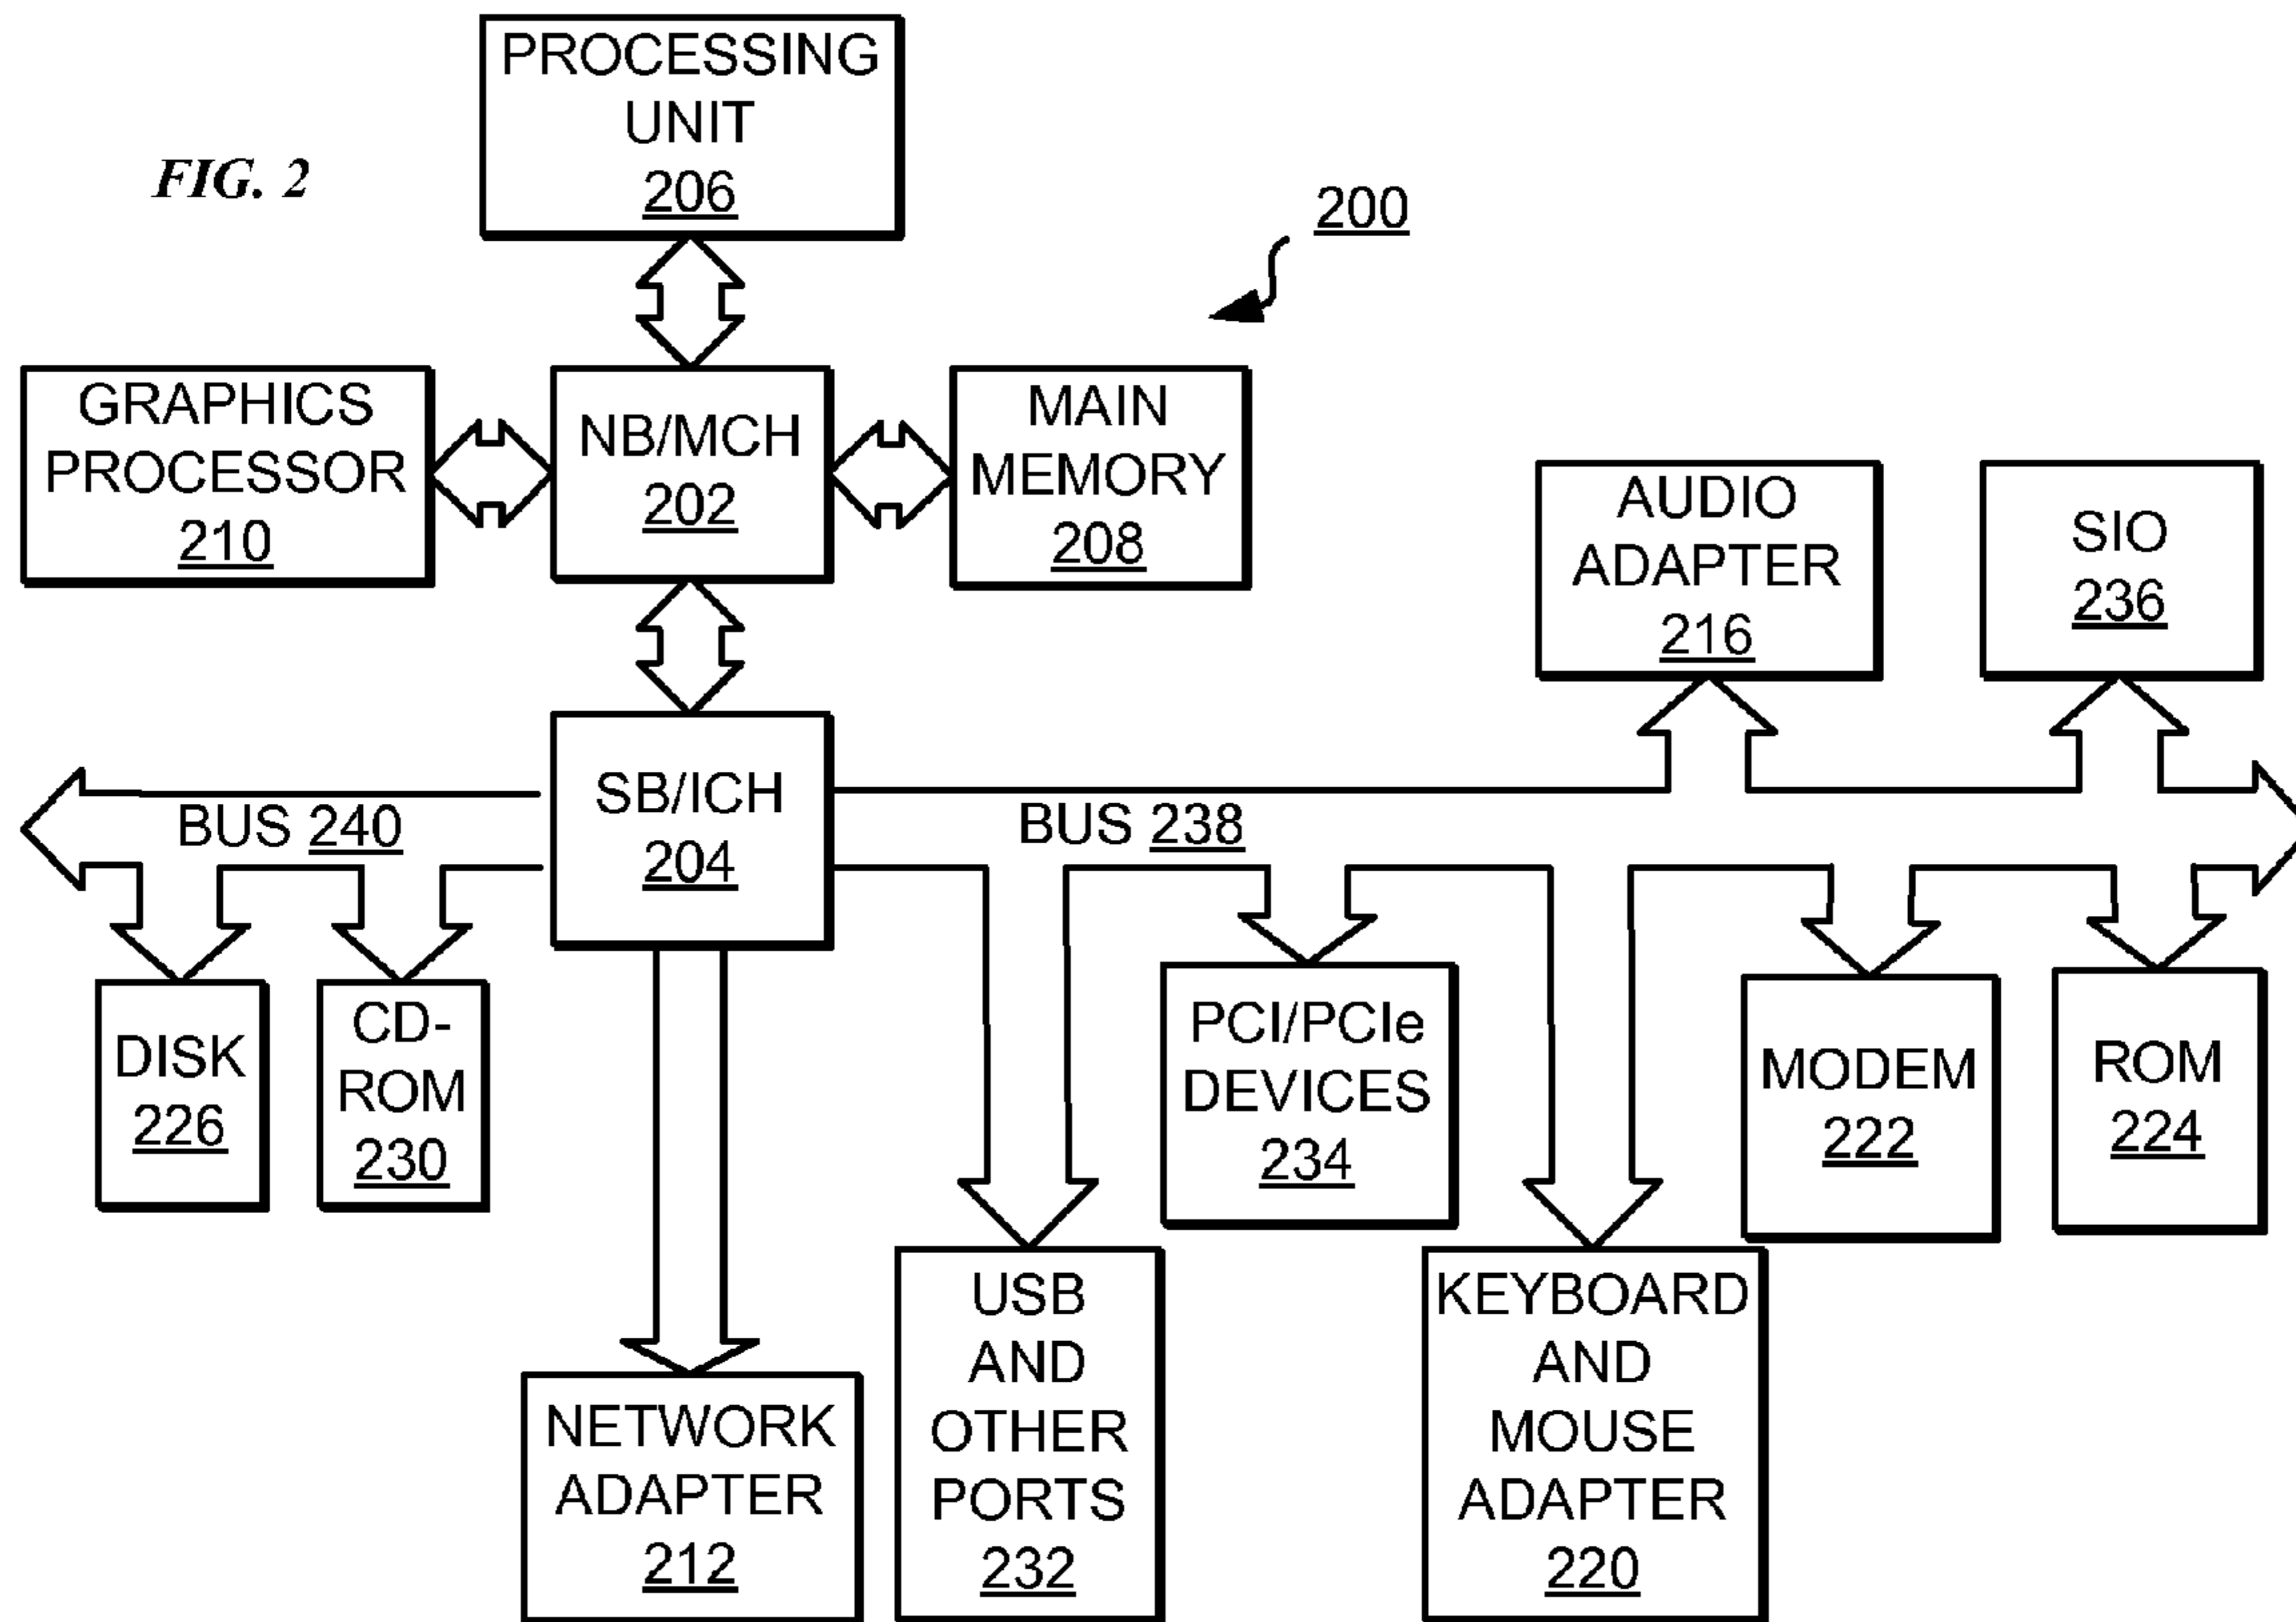 PROCESSING
UNIT
206
FIG. 2
200
GRAPHICS
PROCESSOR
210
NB/MCH
202
MAIN
MEMORY
208
AUDIO
ADAPTER
216
SIO
236
BUS 240
SB/ICH
204
BUS 238
DISK
226
CD-
ROM
230
PCI/PCIe
DEVICES
234
MODEM
222
ROM
224
NETWORK
ADAPTER
212
USB
AND
OTHER
PORTS
232
KEYBOARD
AND
MOUSE
ADAPTER
220